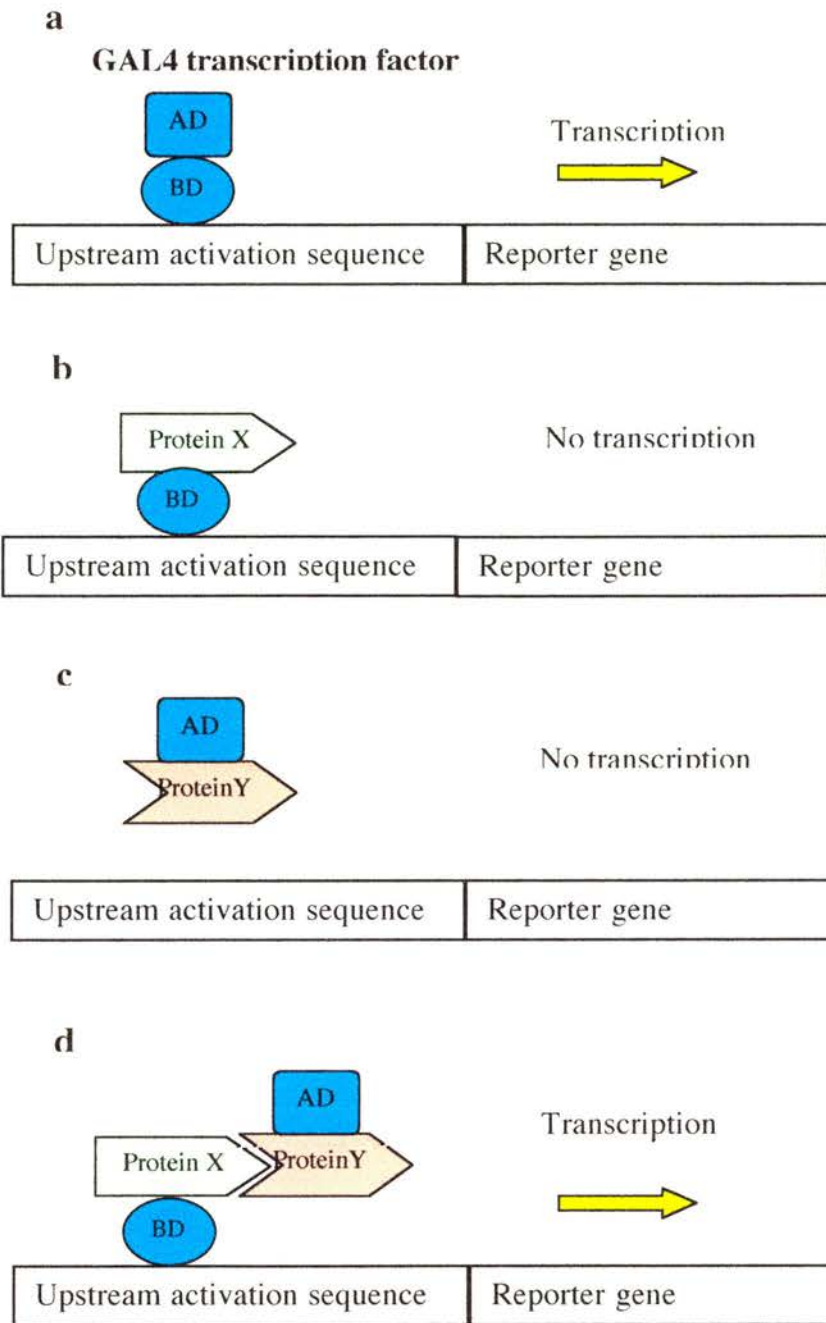 a
GAL4 transcription factor
AD
Transcription
BD
Upstream activation sequence Reporter gene
b
Protein X
No transcription
BD
Upstream activation sequence Reporter gene
c
AD
No transcription
ProteinY
Upstream activation sequence Reporter gene
d
AD
Transcription
Protein X ProteinY
BD
Upstream activation sequence Reporter gene